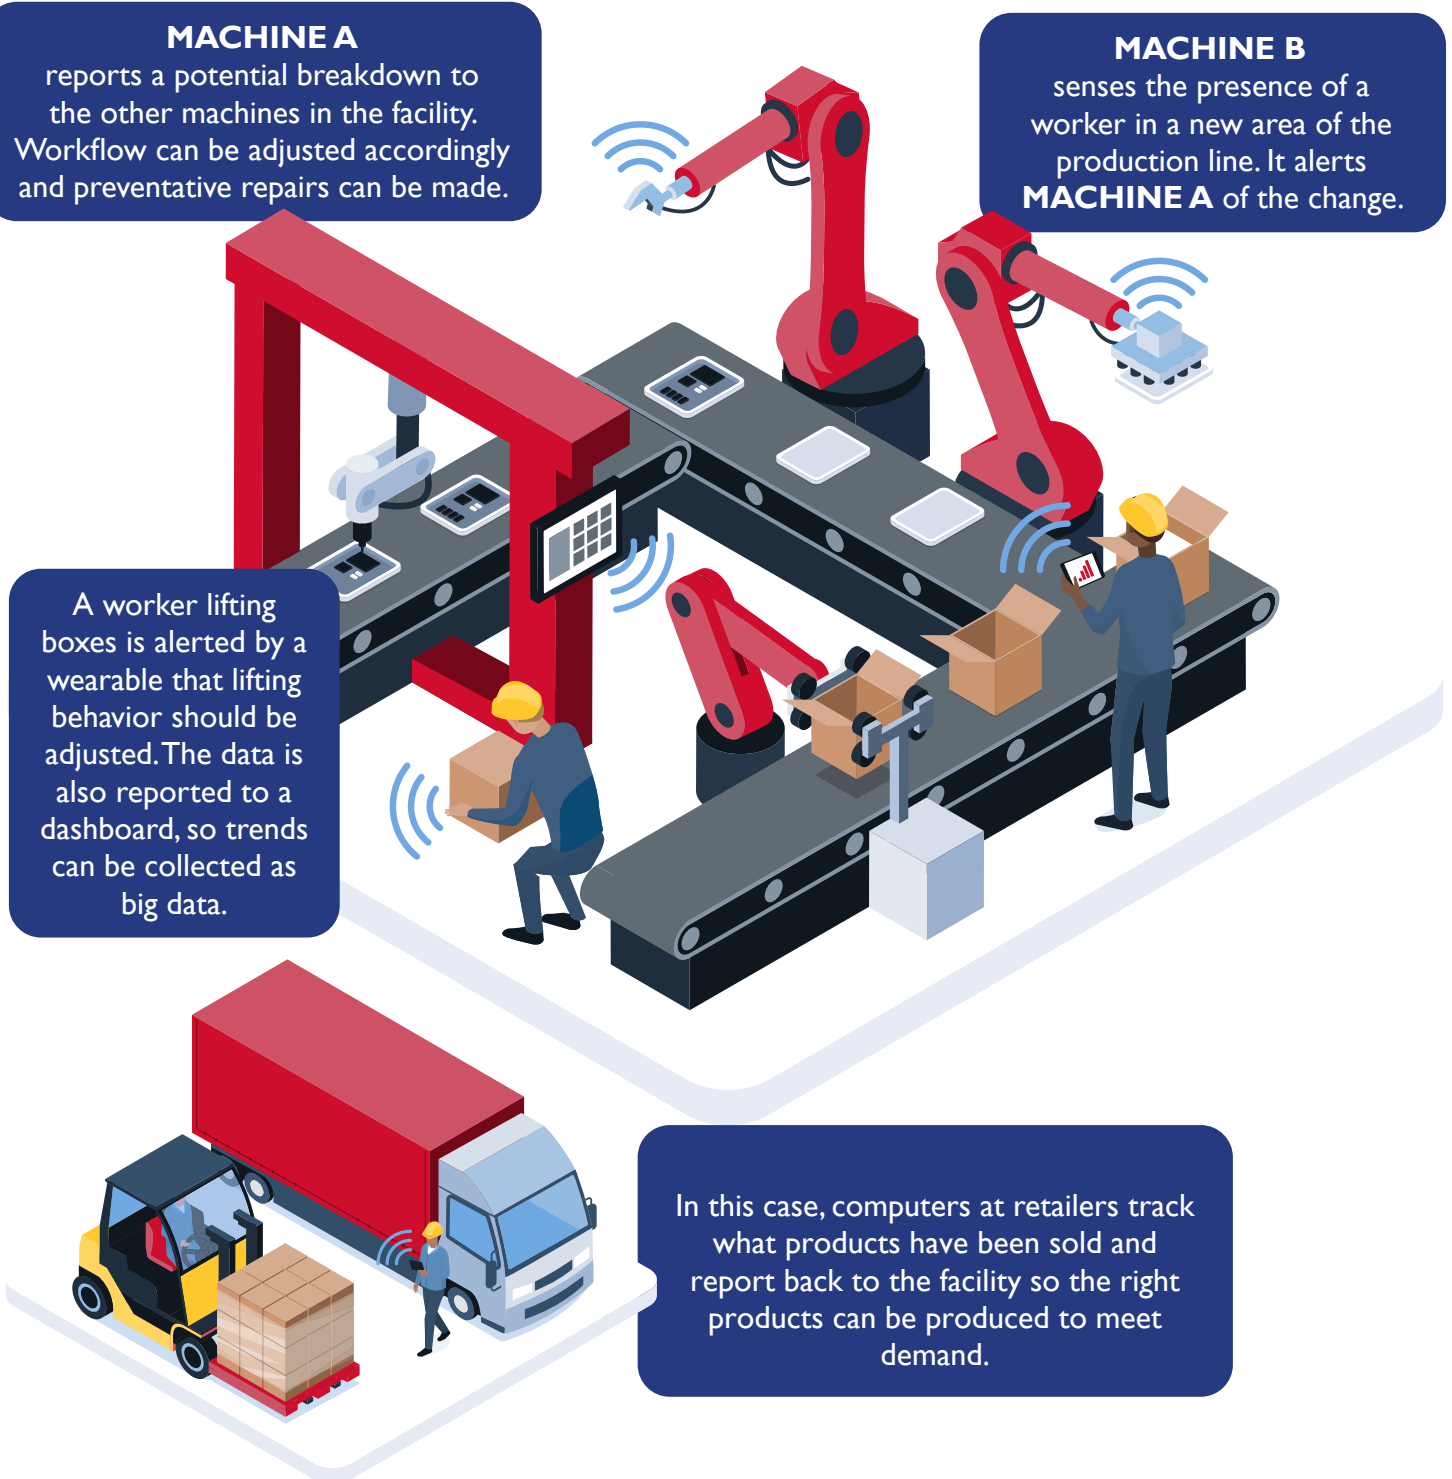 MACHINE A
reports a potential breakdown to
the other machines in the facility.
Workflow can be adjusted accordingly
and preventative repairs can be made.
MACHINE B
senses the presence of a
worker in a new area of the
production line. It alerts
MACHINE A of the change.
A worker lifting
boxes is alerted by a
wearable that lifting
behavior should be
adjusted. The data is
also reported to a
dashboard, so trends
can be collected as
big data.
In this case, computers at retailers track
what products have been sold and
report back to the facility so the right
products can be produced to meet
demand.